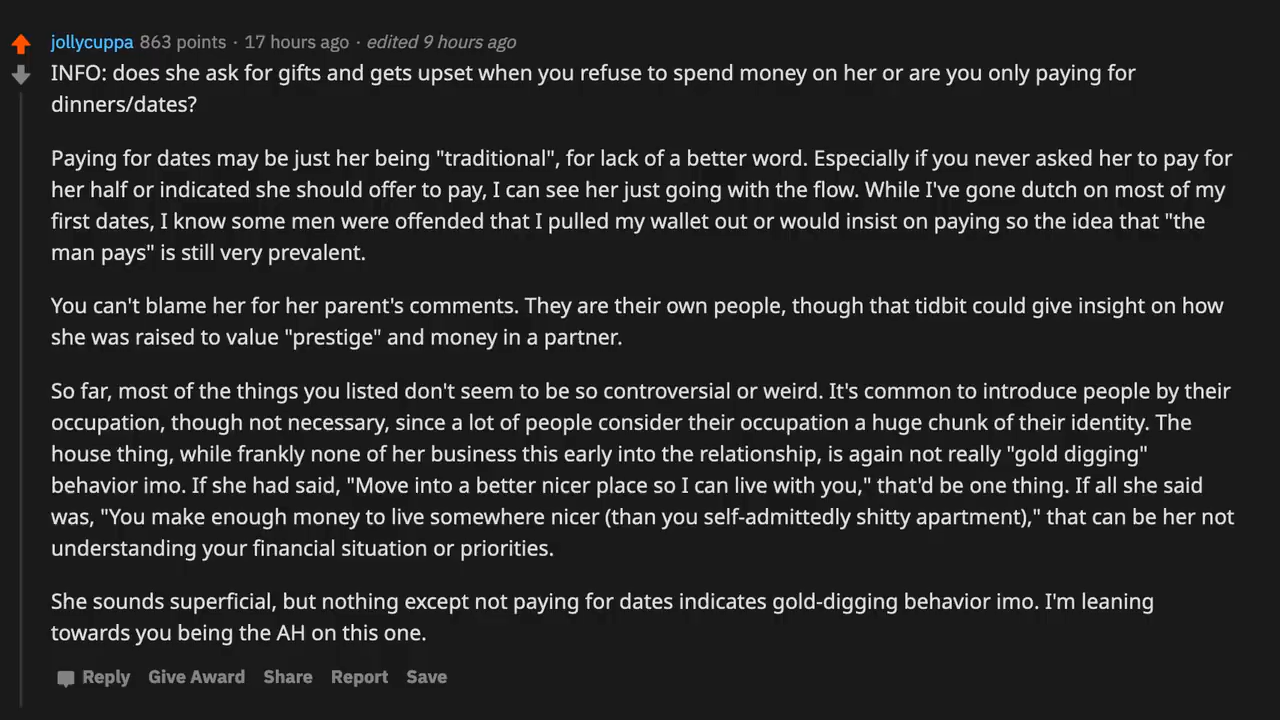 jollycuppa 863 points · 17 hours ago · edited 9 hours ago
INFO: does she ask for gifts and gets upset when you refuse to spend money on her or are you only paying for
dinners/dates?
Paying for dates may be just her being "traditional", for lack of a better word. Especially if you never asked her to pay for
her half or indicated she should offer to pay, I can see her just going with the flow. While I've gone dutch on most of my
first dates, I know some men were offended that I pulled my wallet out or would insist on paying so the idea that "the
man pays" is still very prevalent.
You can't blame her for her parent's comments. They are their own people, though that tidbit could give insight on how
she was raised to value "prestige" and money in a partner.
So far, most of the things you listed don't seem to be so controversial or weird. It's common to introduce people by their
occupation, though not necessary, since a lot of people consider their occupation a huge chunk of their identity. The
house thing, while frankly none of her business this early into the relationship, is again not really "gold digging"
behavior imo. If she had said, "Move into a better nicer place so I can live with you," that'd be one thing. If all she said
was, "You make enough money to live somewhere nicer (than you self-admittedly shitty apartment)," that can be her not
understanding your financial situation or priorities.
She sounds superficial, but nothing except not paying for dates indicates gold-digging behavior imo. I'm leaning
towards you being the AH on this one.
Reply Give Award Share Report Save